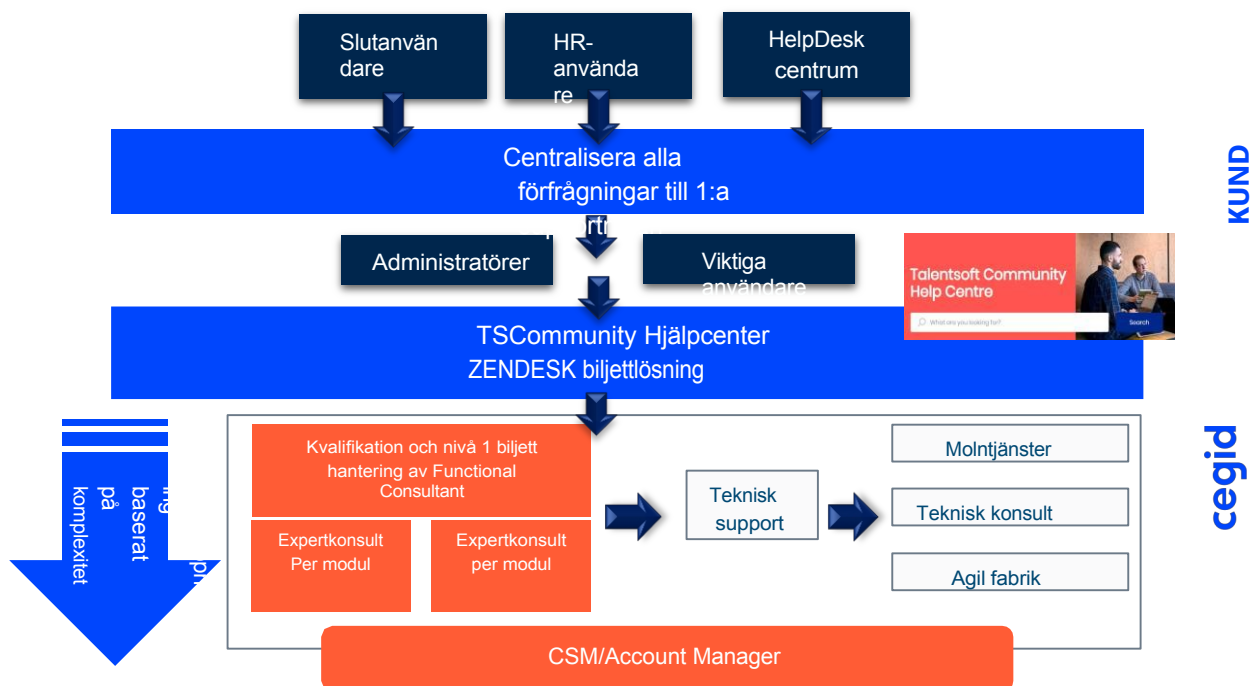 Slutanvän
dare
HR-
använda
re
HelpDesk
centrum
Centralisera alla
förfrågningar till 1:a
KUND
Administratörer
Viktiga
användare
Talentsoft Community
Help Centre
What are you looking for?
Search
TSCommunity Hjälpcenter
ZENDESK biljettlösning
cegid
baserat
på
komplexitet
Kvalifikation och nivå 1 biljett
hantering av Functional
Consultant
Expertkonsult
Per modul
Expertkonsult
per modul
Teknisk
support
Molntjänster
Teknisk konsult
Agil fabrik
CSM/Account Manager